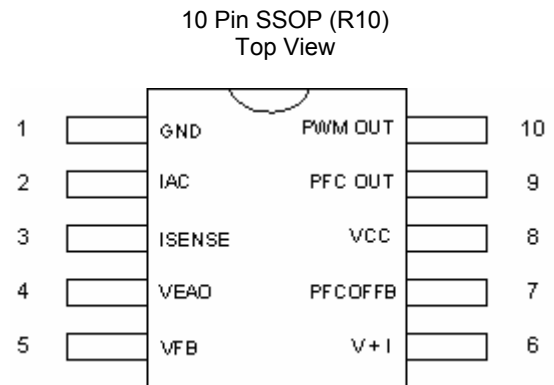 10 Pin SSOP (R10)
Top View
1 GND PWM OUT 10
2 IAC PFC OUT 9
3 ISENSE VCC 8
4 VEAO PFCOFFB 7
5 VFB V+I 6